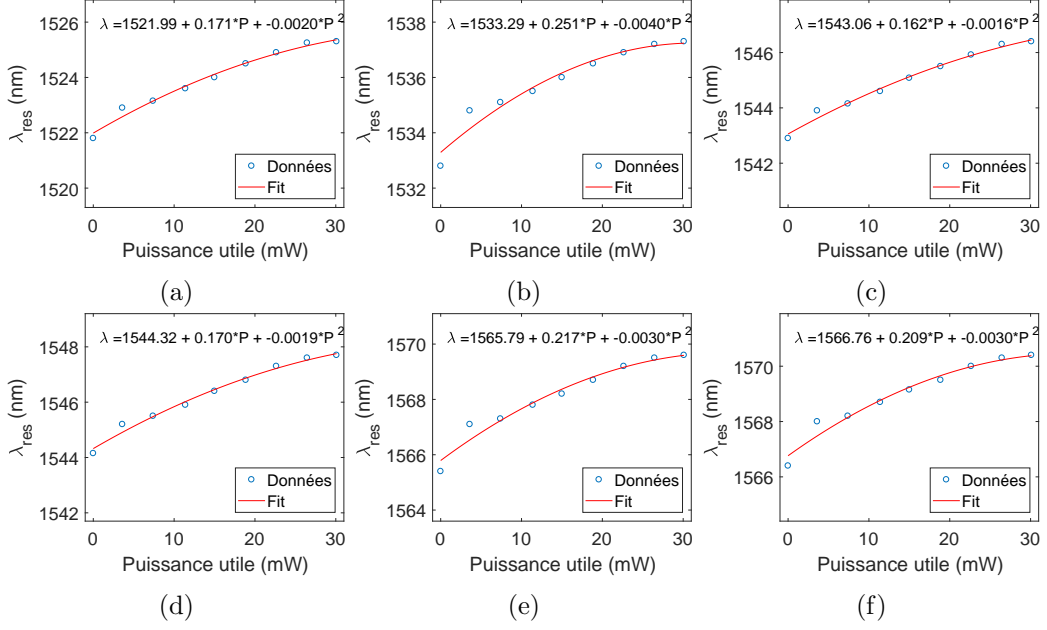 λ =1521.99 + 0.171*P + -0.0020*P 2
1526
1524
1522
1520
λres (nm)
Données
Fit
0 10 20 30
Puissance utile (mW)
(a)
λ =1533.29 + 0.251*P + -0.0040*P 2
1538
1536
1534
1532
λres (nm)
Données
Fit
0 10 20 30
Puissance utile (mW)
(b)
λ =1543.06 + 0.162*P + -0.0016*P 2
1546
1544
1542
λres (nm)
Données
Fit
0 10 20 30
Puissance utile (mW)
(c)
λ =1544.32 + 0.170*P + -0.0019*P 2
1548
1546
1544
1542
λres (nm)
Données
Fit
0 10 20 30
Puissance utile (mW)
(d)
λ =1565.79 + 0.217*P + -0.0030*P 2
1570
1568
1566
1564
λres (nm)
Données
Fit
0 10 20 30
Puissance utile (mW)
(e)
λ =1566.76 + 0.209*P + -0.0030*P 2
1570
1568
1566
λres (nm)
Données
Fit
0 10 20 30
Puissance utile (mW)
(f)